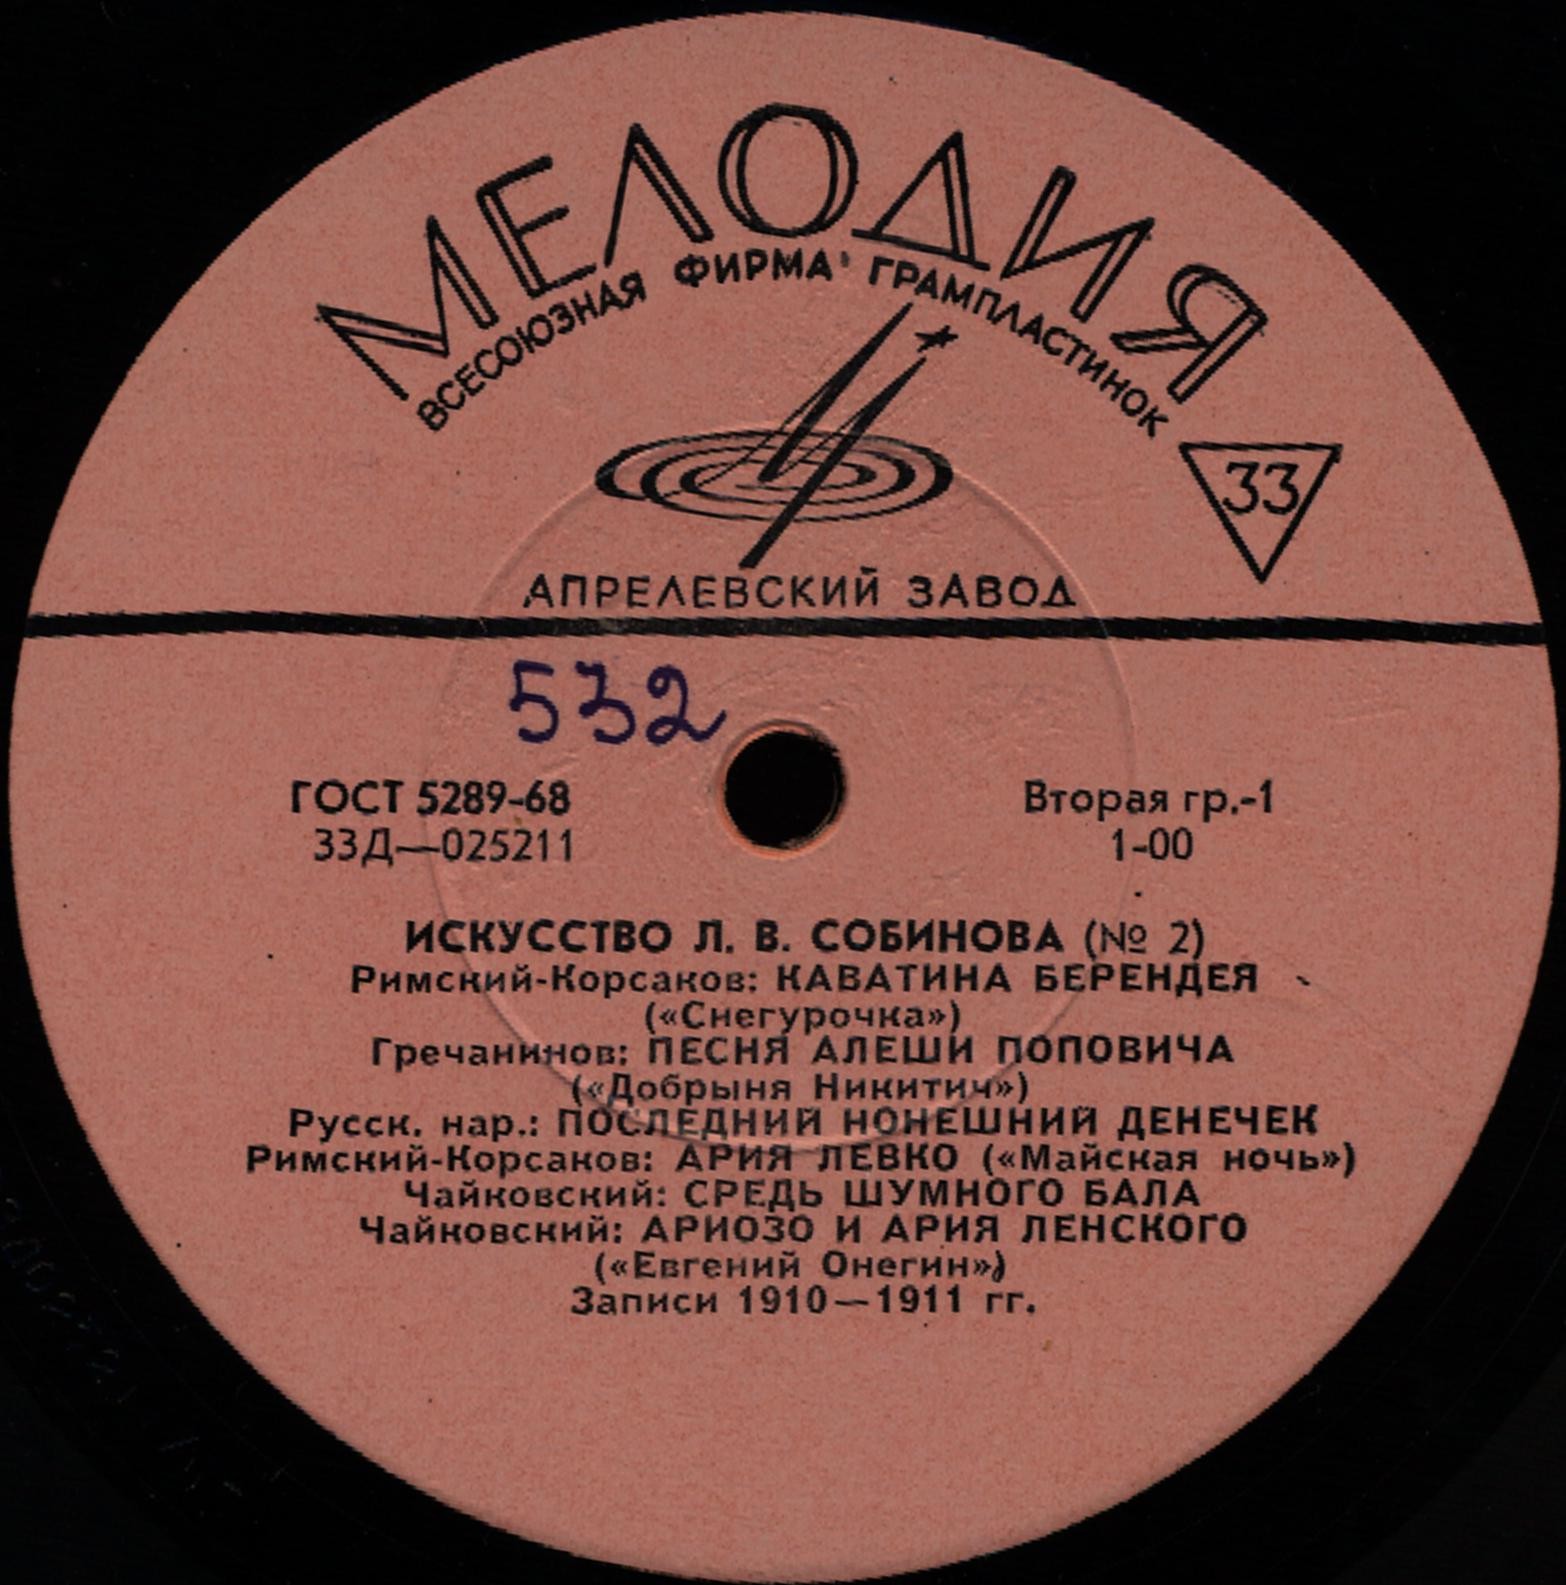 МЕЛОДИЯ
ВСЕСОЮЗНАЯ ФИРМА ГРАМПЛАСТИНОК
33
АПРЕЛЕВСКИЙ ЗАВОД
532
ГОСТ 5289-68
Вторая гр.-1
33Д—025211
1-00
ИСКУССТВО Л. В. СОБИНОВА (№ 2)
Римский-Корсаков: КАВАТИНА БЕРЕНДЕЯ
(«Снегурочка»)
Гречанинов: ПЕСНЯ АЛЕШИ ПОПОВИЧА
(«Добрыня Никитич»)
Русск. нар.: ПОСЛЕДНИЙ НОНЕШНИЙ ДЕНЕЧЕК
Римский-Корсаков: АРИЯ ЛЕВКО («Майская ночь»)
Чайковский: СРЕДЬ ШУМНОГО БАЛА
Чайковский: АРИОЗО И АРИЯ ЛЕНСКОГО
(«Евгений Онегин»)
Записи 1910—1911 гг.